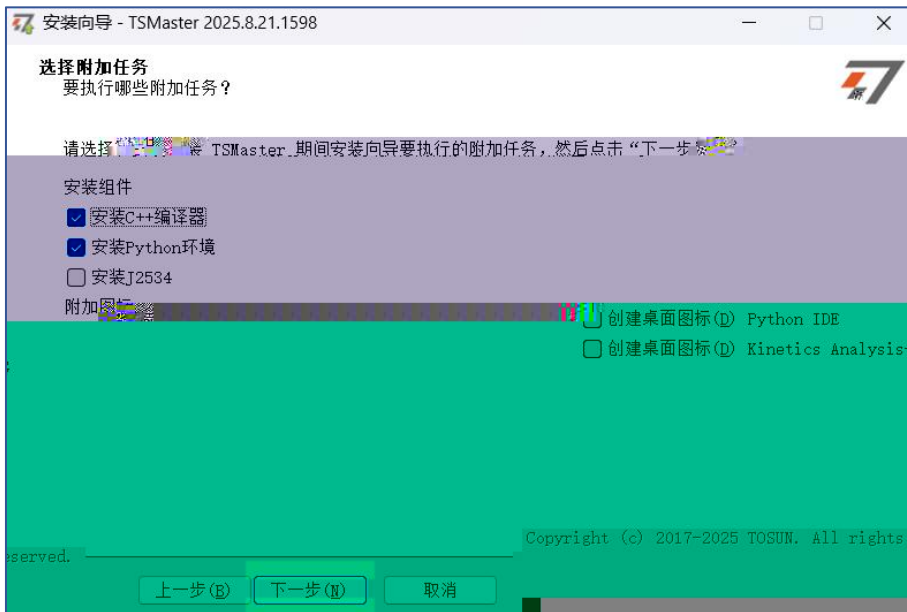 安装向导 - TSMaster 2025.8.21.1598
选择附加任务
要执行哪些附加任务？
请选择 TSMaster 期间安装向导要执行的附加任务，然后点击“下一步
安装组件
安装C++编译器
安装Python环境
安装J2534
附加图标
创建桌面图标(D) Python IDE
创建桌面图标(D) Kinetics Analysis
Copyright (c) 2017-2025 TOSUN. All rights
eserved.
上一步(B) 下一步(N) 取消